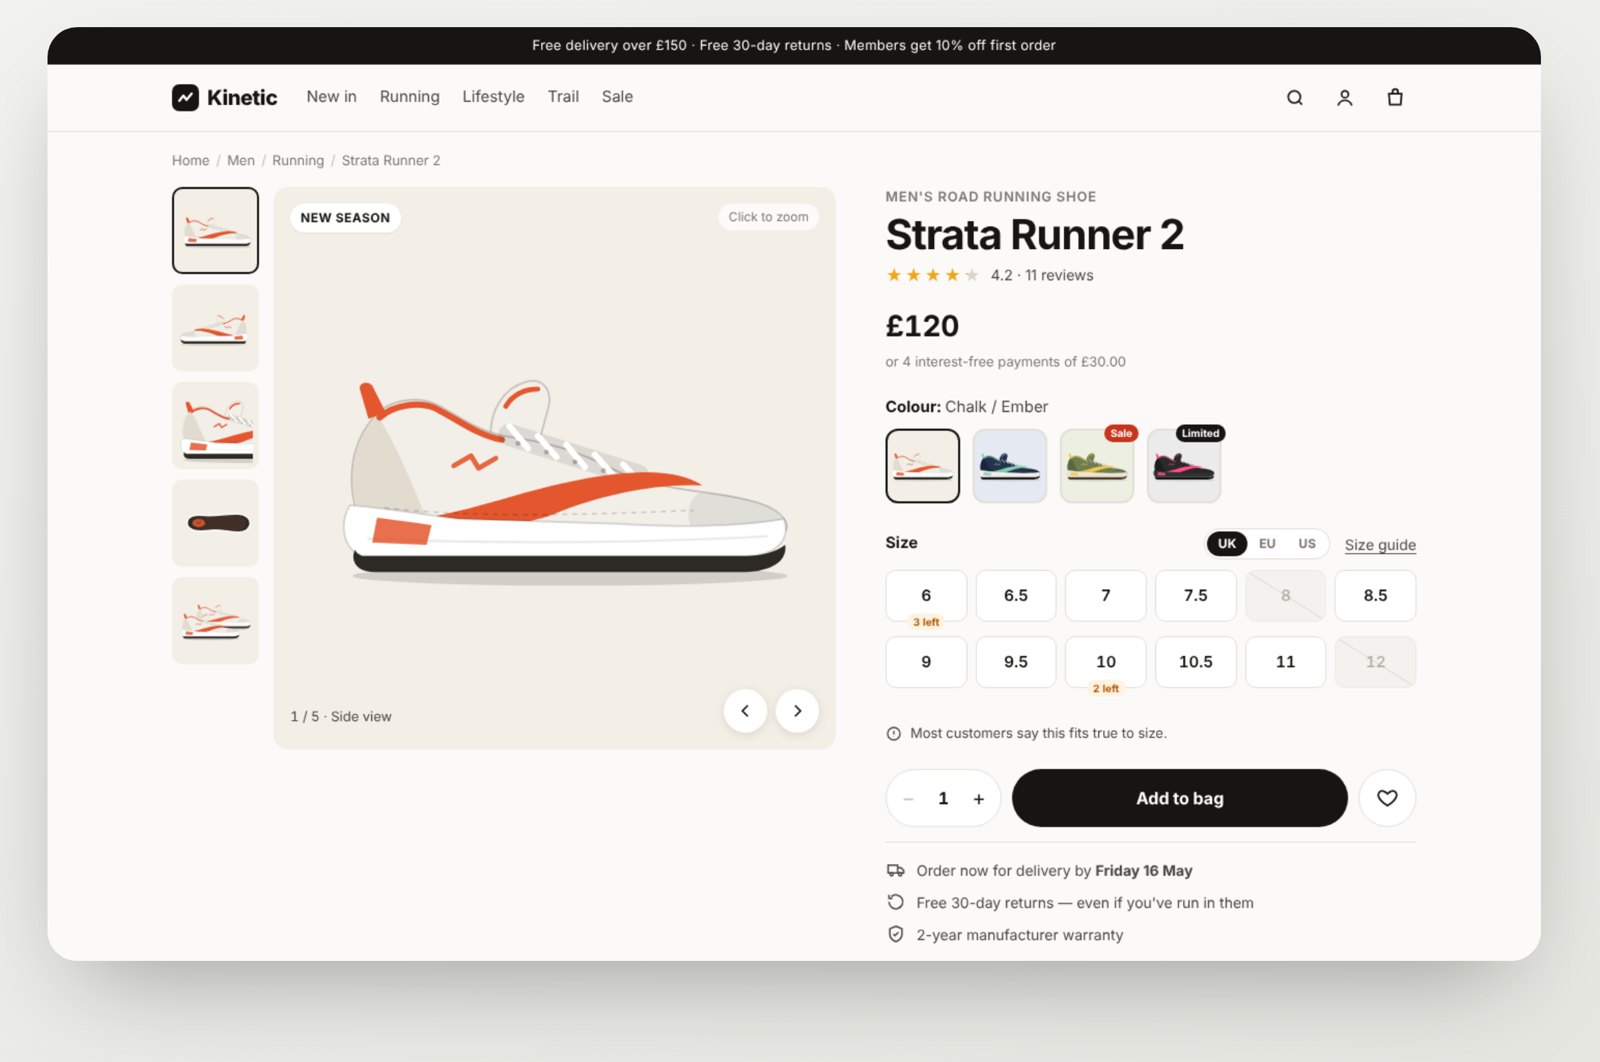 Free delivery over £150 · Free 30-day returns · Members get 10% off first order
Kinetic New in Running Lifestyle Trail Sale
Home / Men / Running / Strata Runner 2
NEW SEASON
Click to zoom
1 / 5 · Side view
MEN'S ROAD RUNNING SHOE
Strata Runner 2
4.2 · 11 reviews
£120
or 4 interest-free payments of £30.00
Colour: Chalk / Ember
Sale
Limited
Size
UK EU US
Size guide
6 6.5 7 7.5 8 8.5
3 left
9 9.5 10 10.5 11 12
2 left
Most customers say this fits true to size.
− 1 +
Add to bag
Order now for delivery by Friday 16 May
Free 30-day returns — even if you've run in them
2-year manufacturer warranty